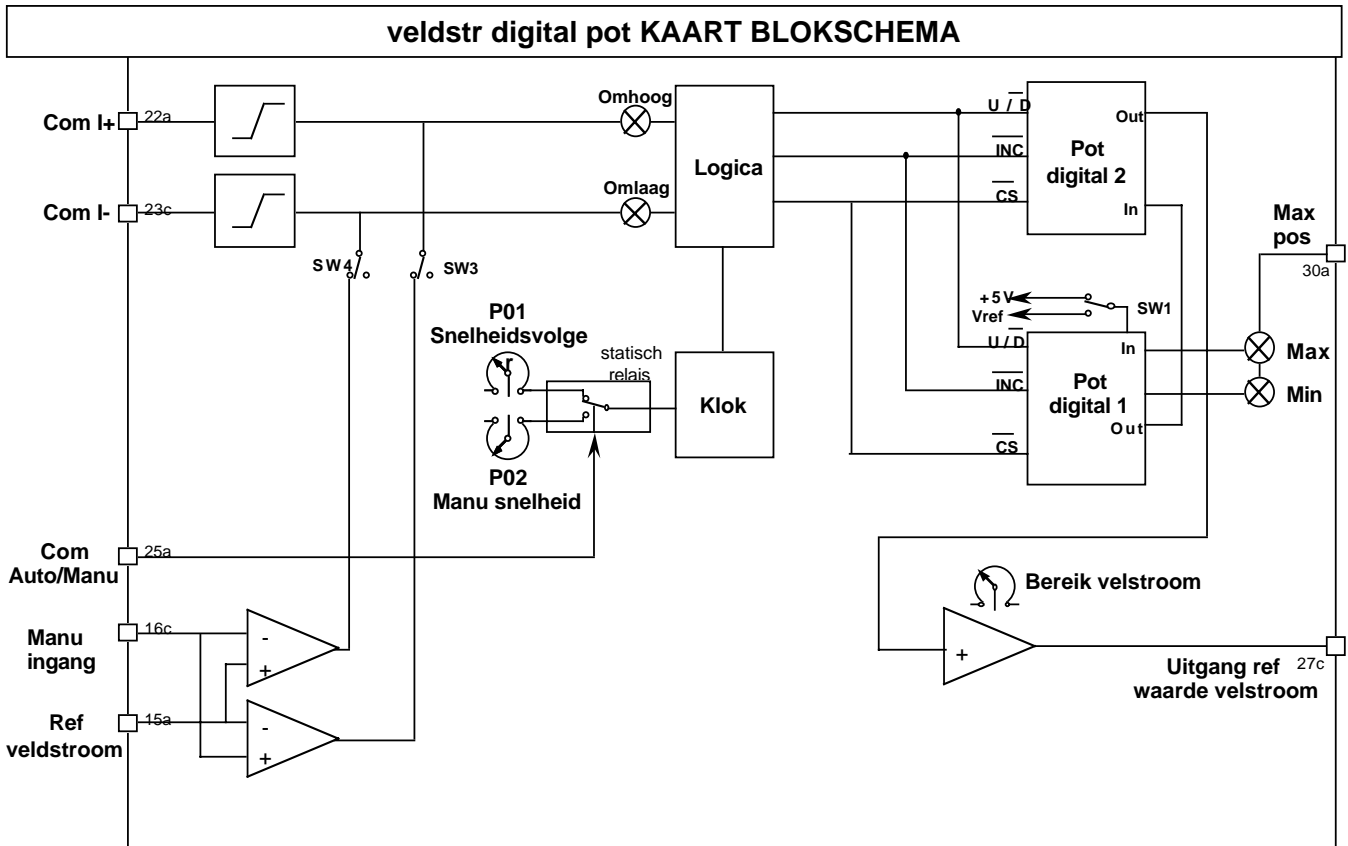 veldstr digital pot KAART BLOKSCHEMA
Com I+
22a
Omhoog
Logica
U / D
INC
CS
Out
Pot
digital 2
In
Com I-
23c
Omlaag
SW4
SW3
Max
pos
30a
P01
Snelheidsvolge
r
statisch
relais
Klok
P02
Manu snelheid
+5V
Vref
SW1
U / D
INC
CS
In
Pot
digital 1
Out
Max
Min
Com
Auto/Manu
25a
Manu
ingang
16c
-
+
Ref
veldstroom
15a
-
+
Bereik velstroom
+
Uitgang ref
waarde velstroom
27c